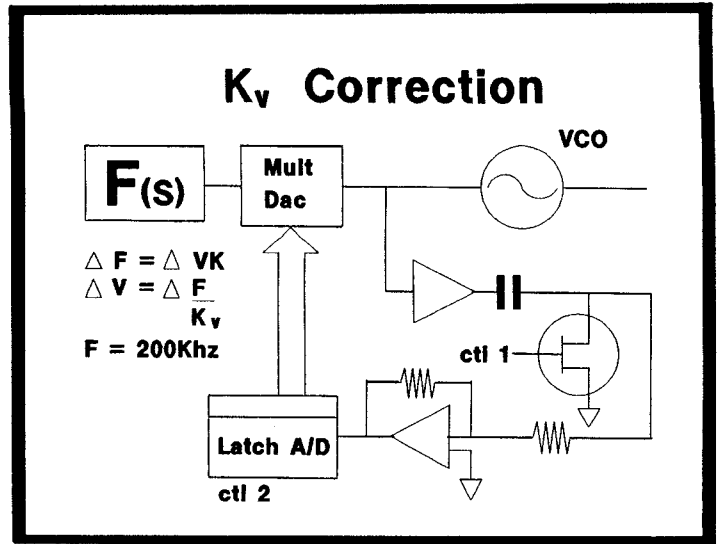 Kv Correction
VCO
F(S)
Mult
Dac
△ F = △ VK
△ V = △ F
Kv
F = 200Khz
ctl 1
Latch A/D
ctl 2